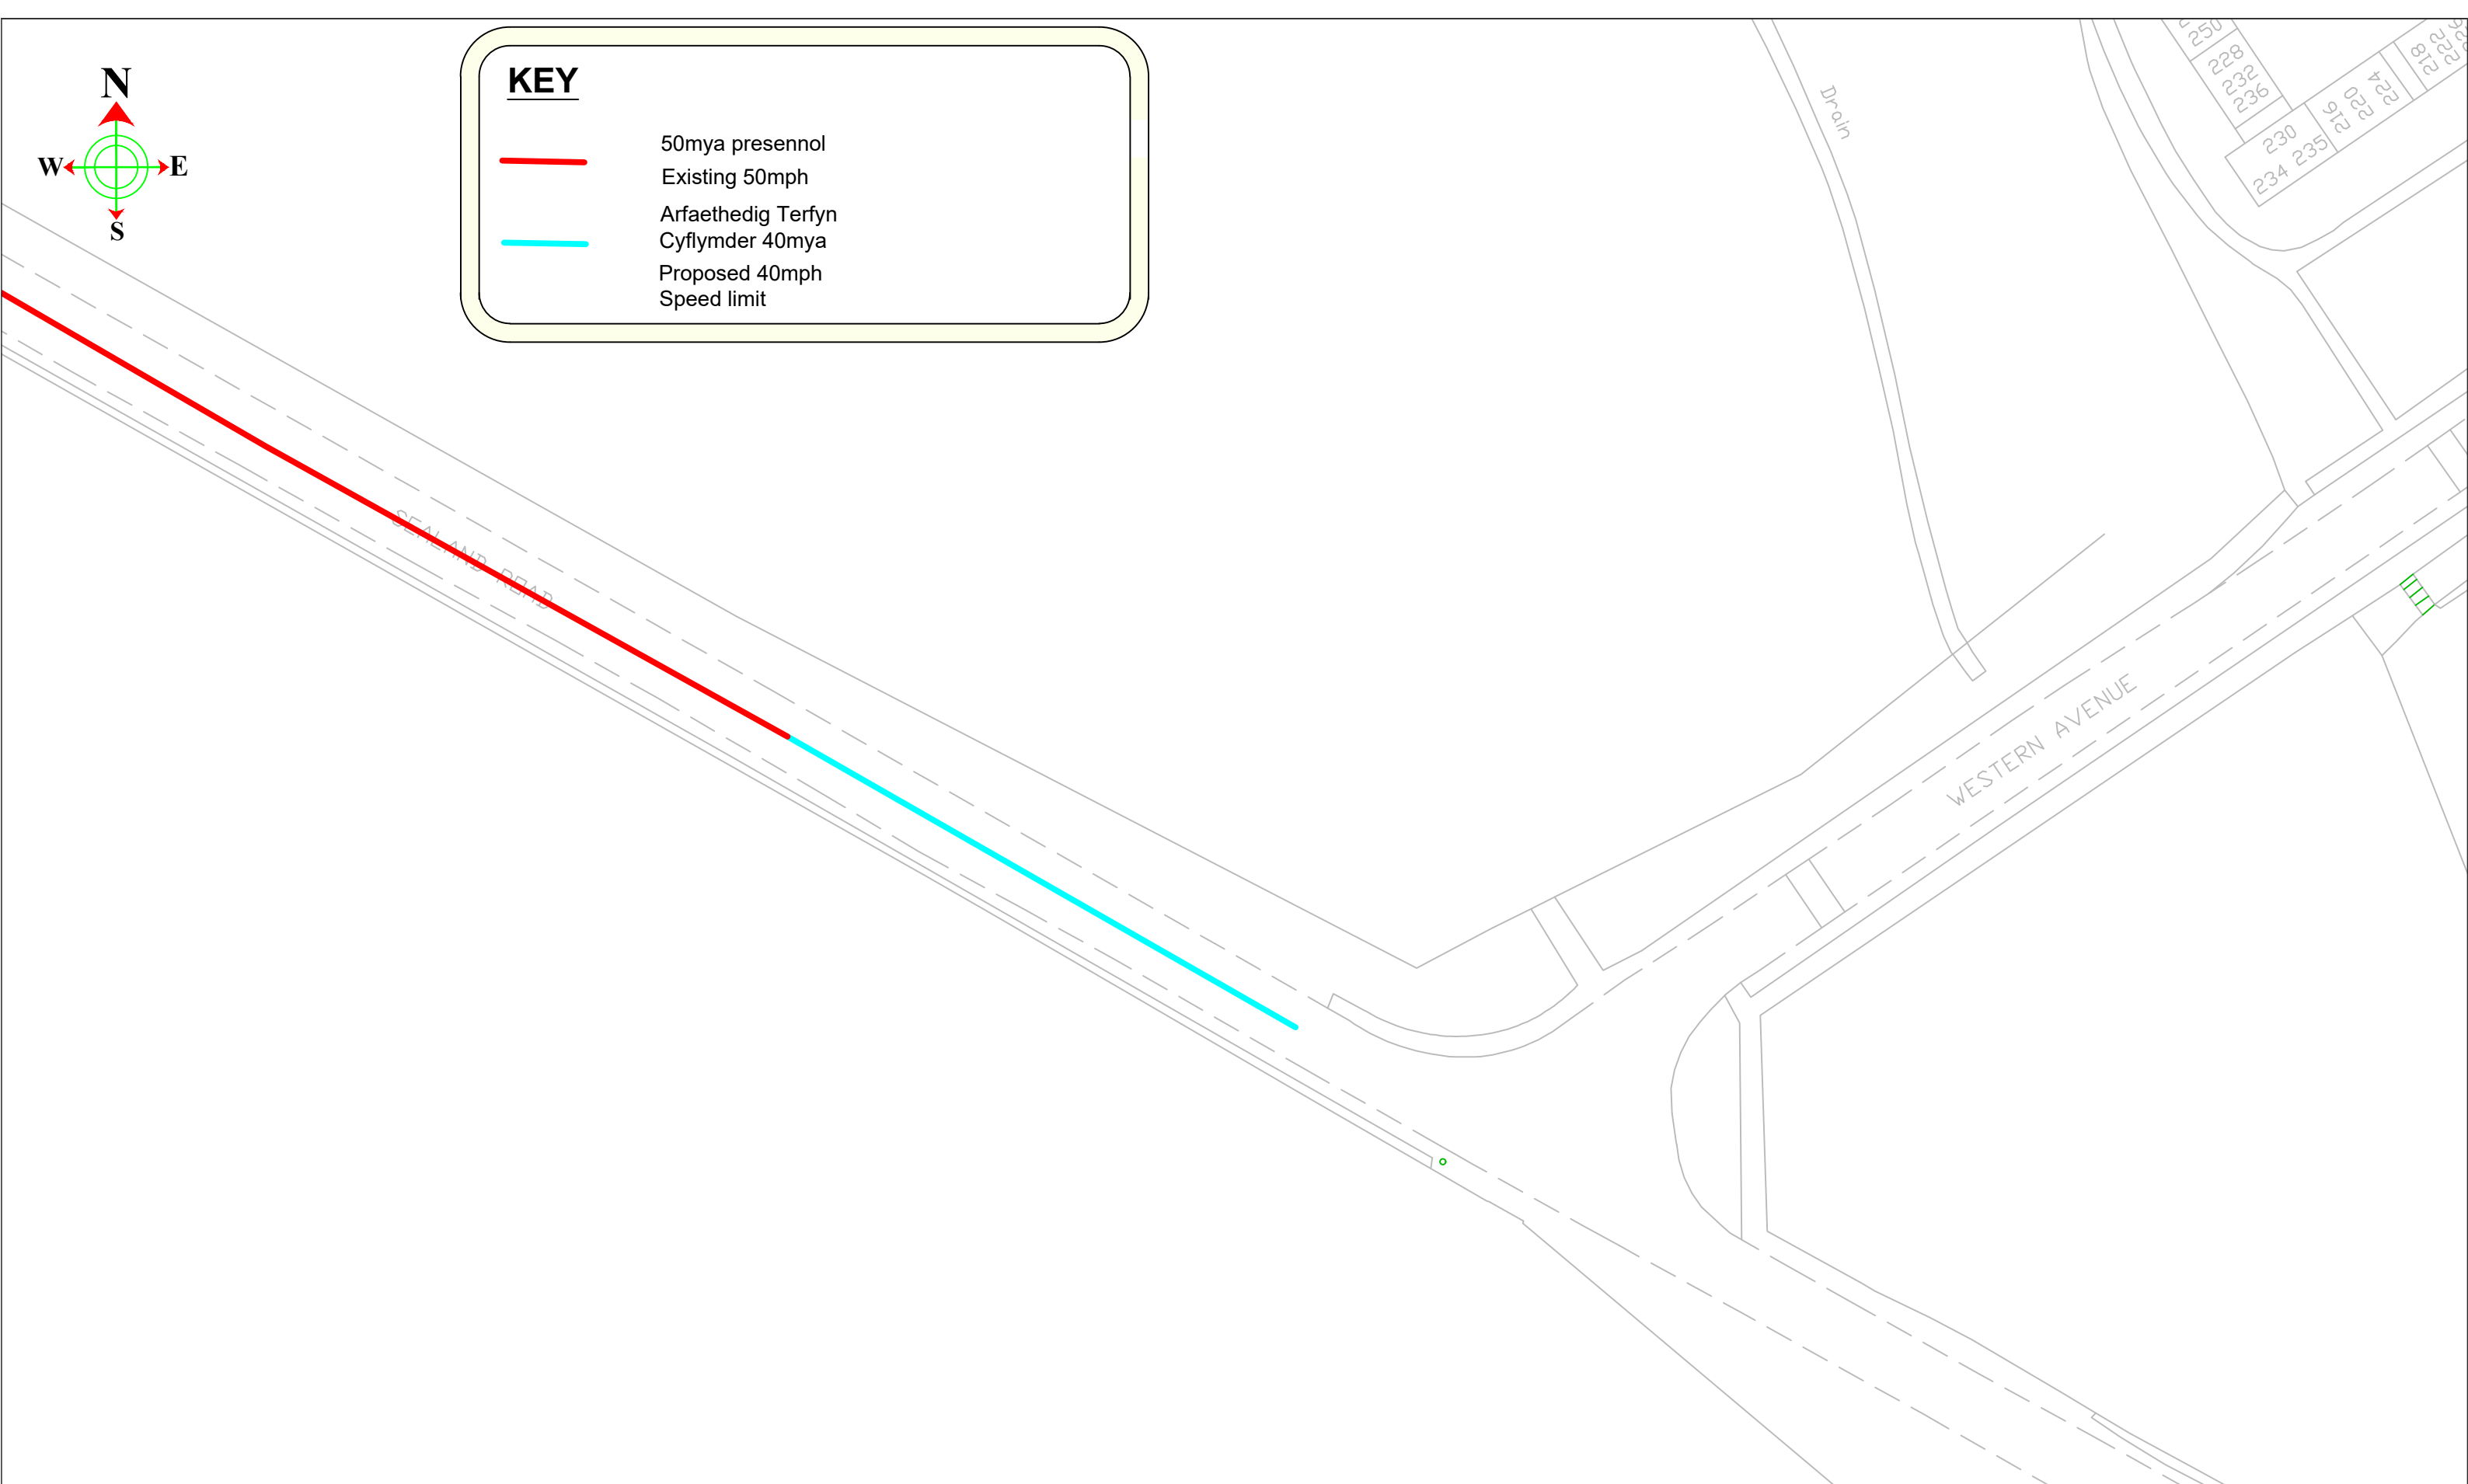 N
W
E
S
KEY
50mya presennol
Existing 50mph
Arfaethedig Terfyn
Cyflymder 40mya
Proposed 40mph
Speed limit
Drain
250
228
232
236
230
234 235
216
220
224
218
SEALAND ROAD
WESTERN AVENUE